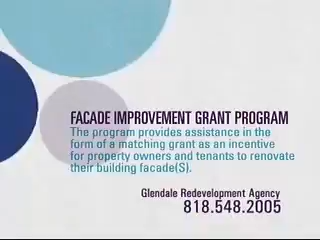 FACADE IMPROVEMENT GRANT PROGRAM
The program provides assistance in the
form of a matching grant as an incentive
for property owners and tenants to renovate
their building facade(S).
Glendale Redevelopment Agency
818.548.2005